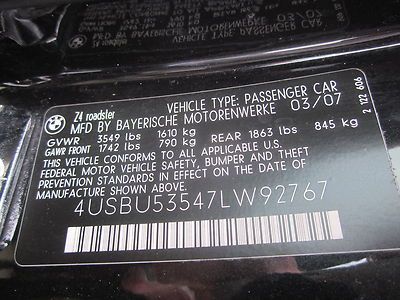 Z4 roadster VEHICLE TYPE: PASSENGER CAR
MFD BY BAYERISCHE MOTORENWERKE 03/07
GVWR 3549 lbs 1610 kg
GAWR FRONT 1742 lbs 790 kg REAR 1863 lbs 845 kg
THIS VEHICLE CONFORMS TO ALL APPLICABLE
FEDERAL MOTOR VEHICLE SAFETY, BUMPER AND THEFT
PREVENTION STANDARDS IN EFFECT ON THE DATE OF
MANUFACTURE SHOWN ABOVE.
4USBU53547LW92767
2 122 606